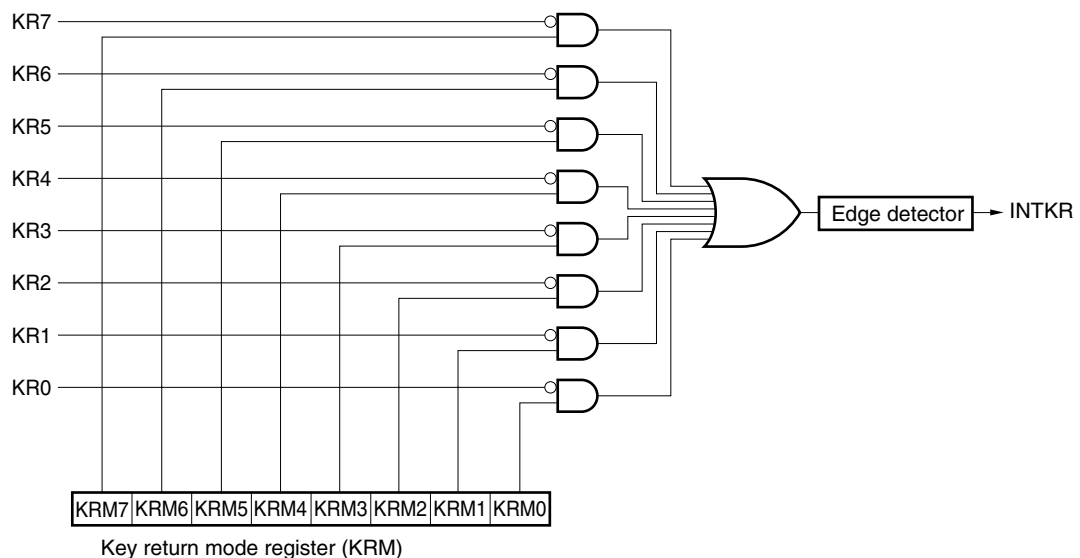 KR7
KR6
KR5
KR4
KR3
Edge detector
INTKR
KR2
KR1
KR0
KRM7 KRM6 KRM5 KRM4 KRM3 KRM2 KRM1 KRM0
Key return mode register (KRM)